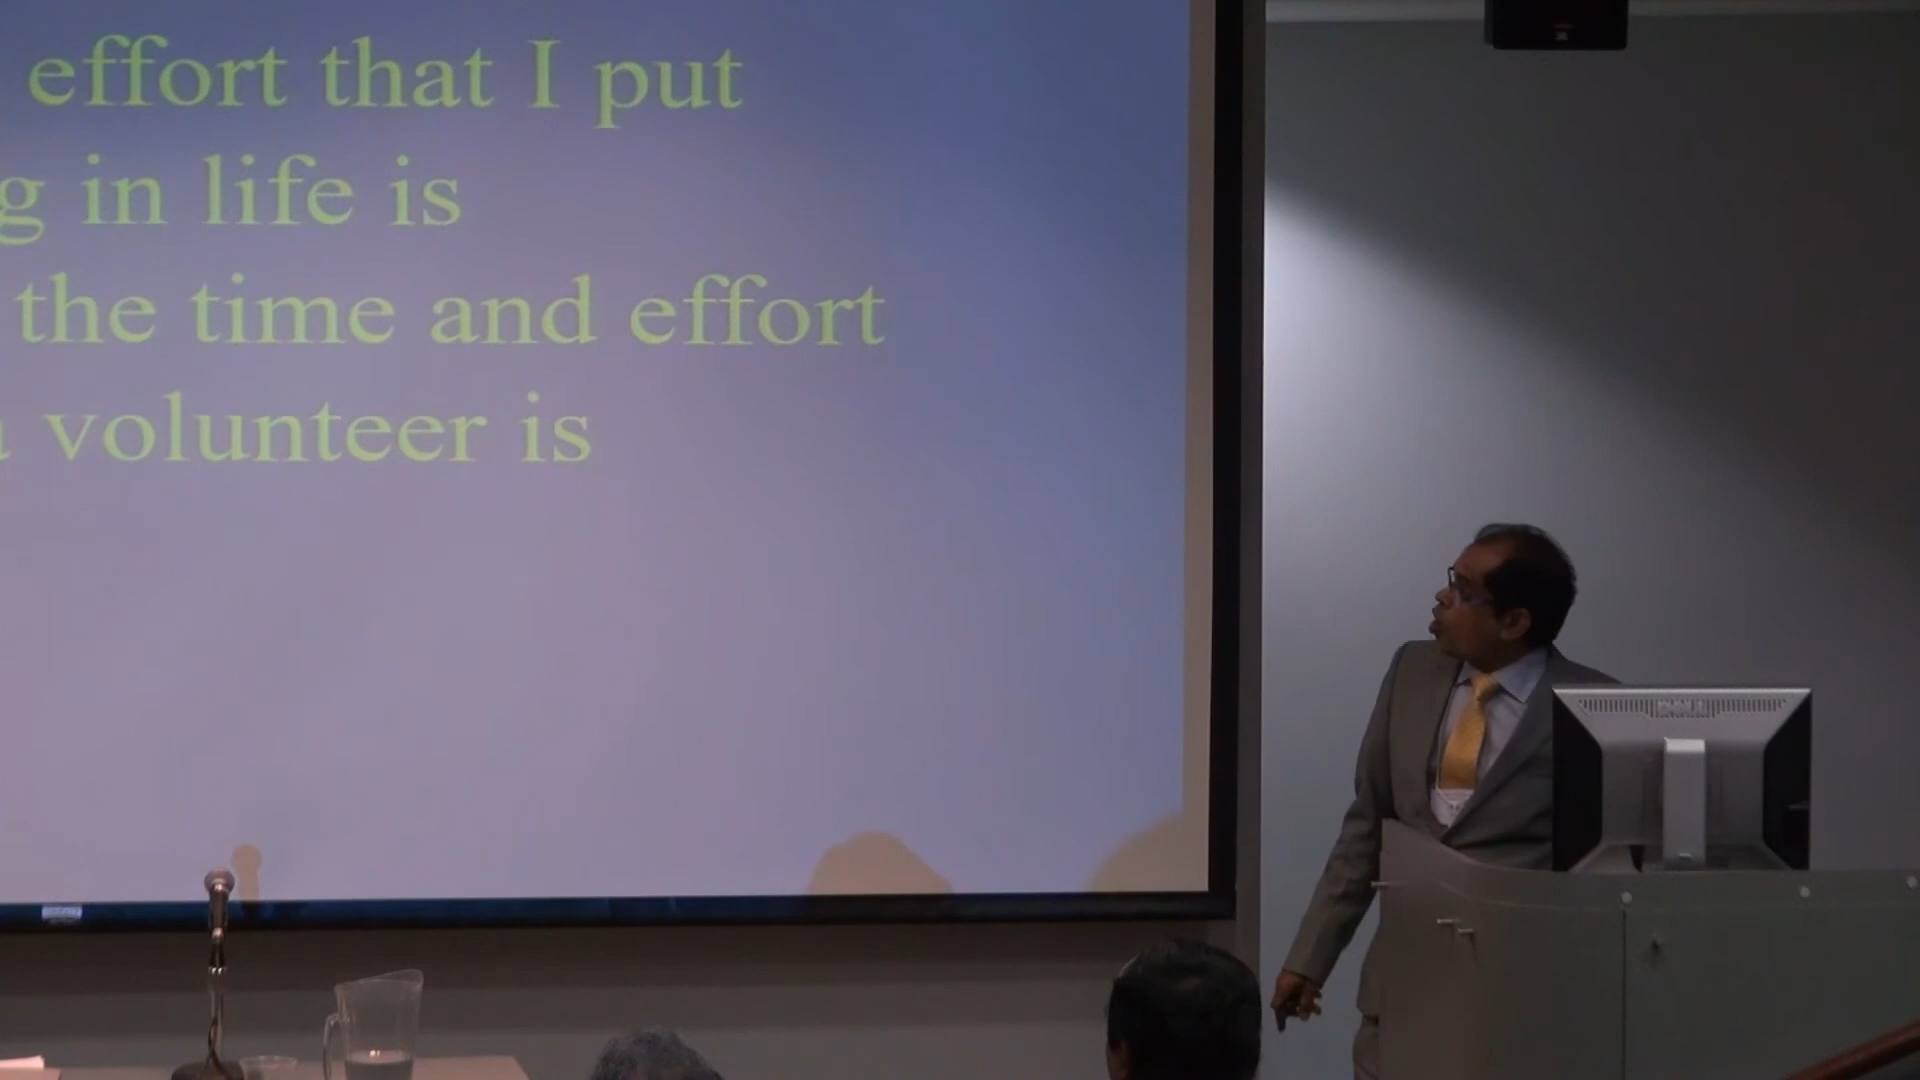 effort that I put
g in life is
the time and effort
volunteer is